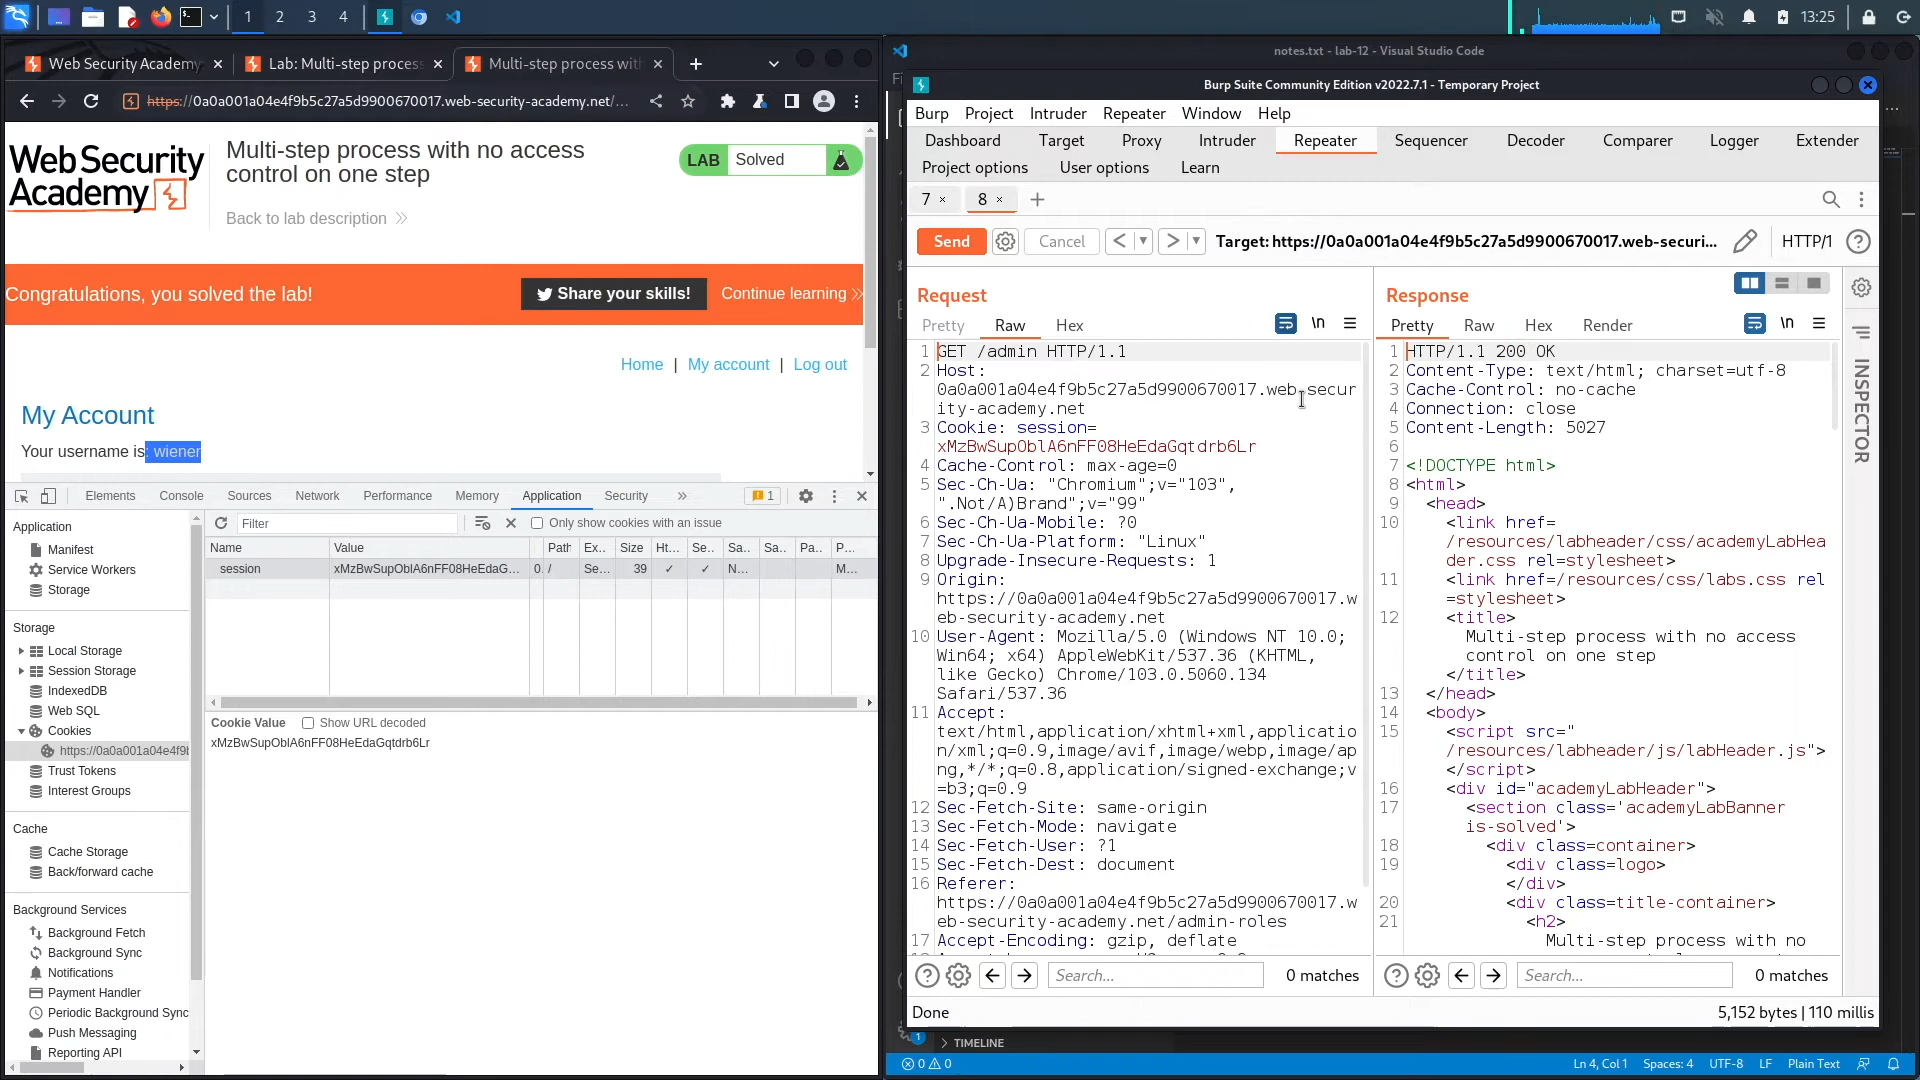 1
2
3
4
13:25
Web Security Academy
Lab: Multi-step proces
Multi-step process with
https://0a0a001a04e4f9b5c27a5d9900670017.web-security-academy.net/...
Web Security
Academy
Multi-step process with no access
control on one step
Back to lab description
LAB
Solved
Congratulations, you solved the lab!
Share your skills!
Continue learning
Home | My account | Log out
My Account
Your username is: wiener
Elements
Console
Sources
Network
Performance
Memory
Application
Security
1
Application
Manifest
Service Workers
Storage
Storage
Local Storage
Session Storage
IndexedDB
Web SQL
Cookies
https://0a0a001a04e4f9b
Trust Tokens
Interest Groups
Cache
Cache Storage
Back/forward cache
Background Services
Background Fetch
Background Sync
Notifications
Payment Handler
Periodic Background Sync
Push Messaging
Reporting API
Filter
Only show cookies with an issue
Name Value Path Ex... Size Ht... Se.. Sa.. Sa.. Pa.. P...
session xMzBwSupOblA6nFF08HeEdaG... 0. / Se... 39 ✓ ✓ N... M...
Cookie Value
Show URL decoded
xMzBwSupOblA6nFF08HeEdaGqtdrb6Lr
notes.txt - lab-12 - Visual Studio Code
Fi
Burp Suite Community Edition v2022.7.1 - Temporary Project
Burp Project Intruder Repeater Window Help
Dashboard Target Proxy Intruder Repeater Sequencer Decoder Comparer Logger Extender
Project options User options Learn
7 ×
8 ×
Send
Cancel
Target: https://0a0a001a04e4f9b5c27a5d9900670017.web-securi...
HTTP/1
Request
Pretty Raw Hex
\n
1 GET /admin HTTP/1.1
2 Host:
0a0a001a04e4f9b5c27a5d9900670017.web-secur
ity-academy.net
3 Cookie: session=
xMzBwSupOblA6nFF08HeEdaGqtdrb6Lr
4 Cache-Control: max-age=0
5 Sec-Ch-Ua: "Chromium";v="103",
".Not/A)Brand";v="99"
6 Sec-Ch-Ua-Mobile: ?0
7 Sec-Ch-Ua-Platform: "Linux"
8 Upgrade-Insecure-Requests: 1
9 Origin:
https://0a0a001a04e4f9b5c27a5d9900670017.w
eb-security-academy.net
10 User-Agent: Mozilla/5.0 (Windows NT 10.0;
Win64; x64) AppleWebKit/537.36 (KHTML,
like Gecko) Chrome/103.0.5060.134
Safari/537.36
11 Accept:
text/html,application/xhtml+xml,applicatio
n/xml;q=0.9,image/avif,image/webp,image/ap
ng,*/*;q=0.8,application/signed-exchange;v
=b3;q=0.9
12 Sec-Fetch-Site: same-origin
13 Sec-Fetch-Mode: navigate
14 Sec-Fetch-User: ?1
15 Sec-Fetch-Dest: document
16 Referer:
https://0a0a001a04e4f9b5c27a5d9900670017.w
eb-security-academy.net/admin-roles
17 Accept-Encoding: gzip, deflate
Search...
0 matches
Response
Pretty Raw Hex Render
\n
1 HTTP/1.1 200 OK
2 Content-Type: text/html; charset=utf-8
3 Cache-Control: no-cache
4 Connection: close
5 Content-Length: 5027
6
7 <!DOCTYPE html>
8 <html>
9 <head>
10 <link href=
/resources/labheader/css/academyLabHea
der.css rel=stylesheet>
11 <link href=/resources/css/labs.css rel
=stylesheet>
12 <title>
Multi-step process with no access
control on one step
</title>
13 </head>
14 <body>
15 <script src="
/resources/labheader/js/labHeader.js">
</script>
16 <div id="academyLabHeader">
17 <section class='academyLabBanner
is-solved'>
18 <div class=container>
19 <div class=logo>
</div>
20 <div class=title-container>
21 <h2>
Multi-step process with no
Search...
0 matches
INSPECTOR
Done
5,152 bytes | 110 millis
1
TIMELINE
0 0
Ln 4, Col 1
Spaces: 4
UTF-8
LF
Plain Text